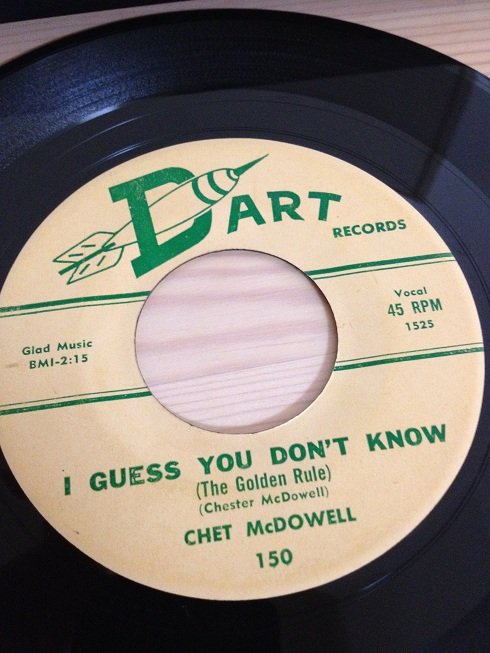 DART
RECORDS
Glad Music
BMI-2:15
Vocal
45 RPM
1525
I GUESS YOU DON'T KNOW
(The Golden Rule)
(Chester McDowell)
CHET McDOWELL
150